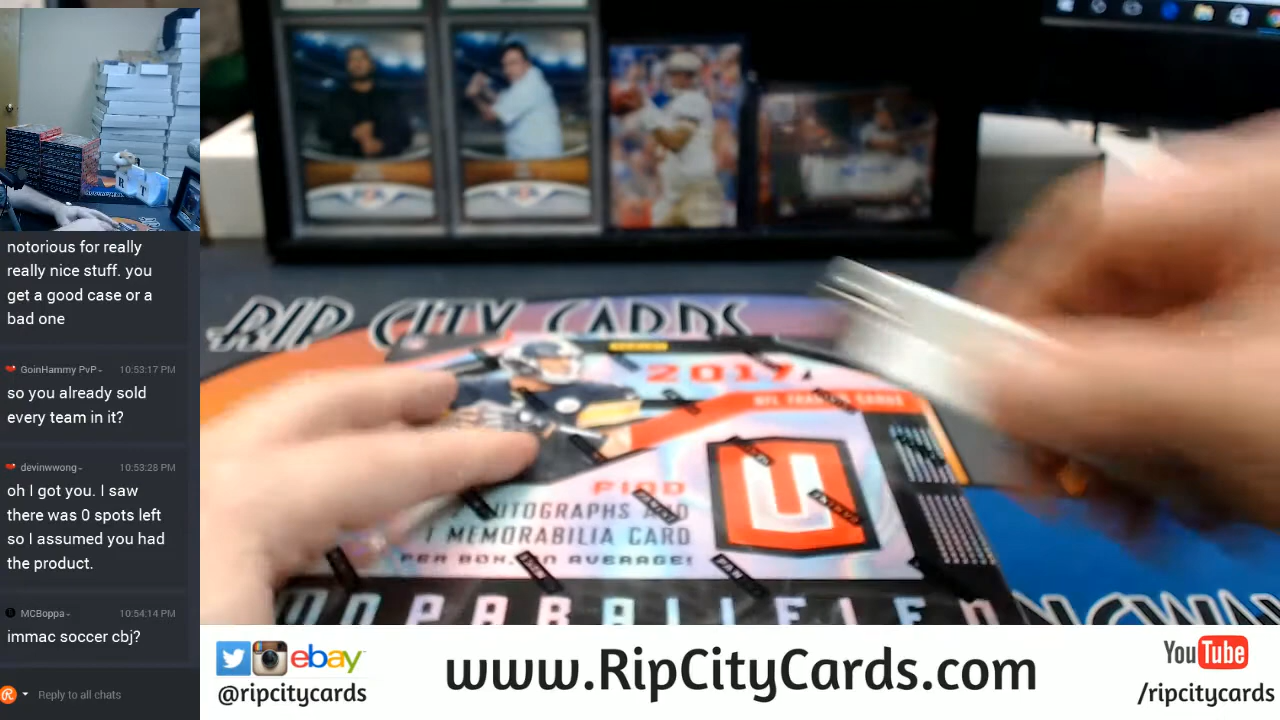 notorious for really
really nice stuff. you
get a good case or a
bad one
GoinHammy PvP- 10:53:17 PM
so you already sold
every team in it?
devinwwong- 10:53:28 PM
oh I got you. I saw
there was 0 spots left
so I assumed you had
the product.
MCBoppa- 10:54:14 PM
immac soccer cbj?
Reply to all chats
RIP CITY CARDS
2017
NFL TRADING CARDS
FIND
AUTOGRAPHS AND
1 MEMORABILIA CARD
PER BOX, ON AVERAGE!
U
ebay
@ripcitycards
www.RipCityCards.com
YouTube
/ripcitycards